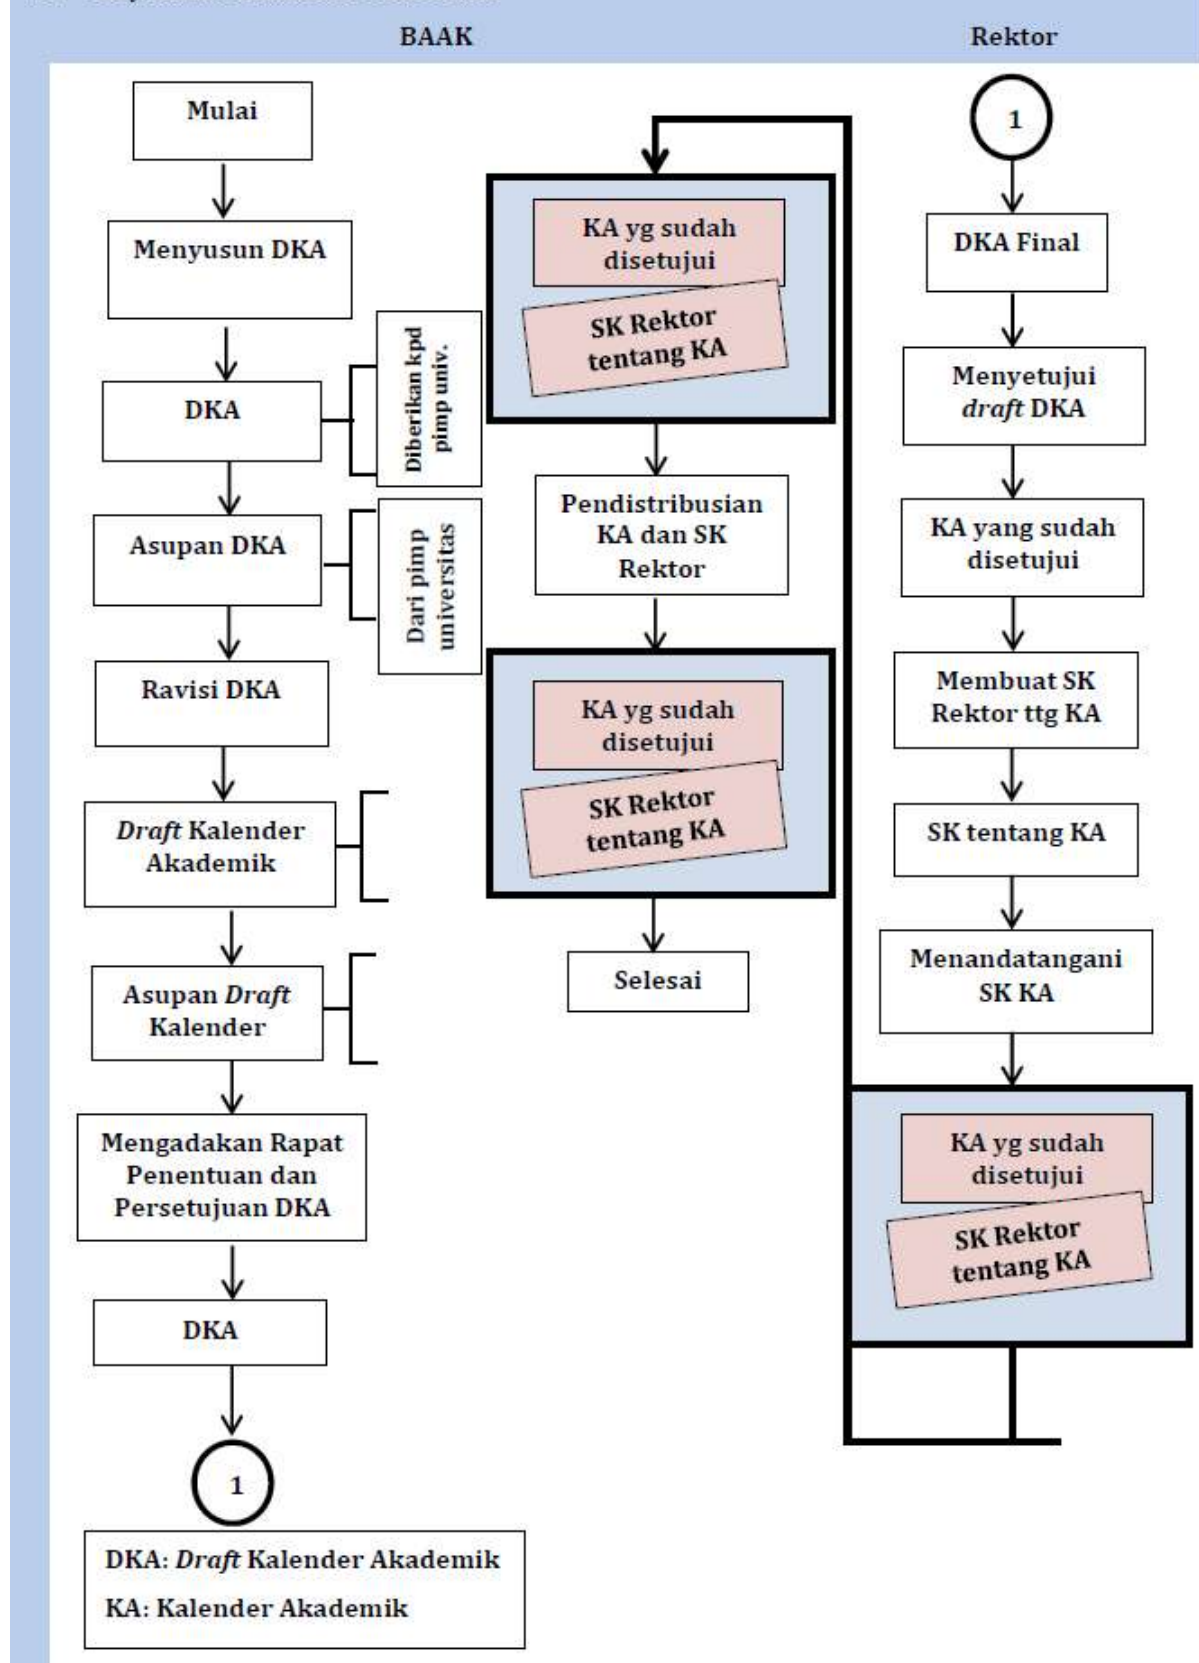 BAAK
Rektor
Mulai
Menyusun DKA
DKA
Diberikan kpd
pimp univ.
Asupan DKA
Dari pimp
universitas
Ravisi DKA
Draft Kalender
Akademik
Asupan Draft
Kalender
Mengadakan Rapat
Penentuan dan
Persetujuan DKA
DKA
1
DKA: Draft Kalender Akademik
KA: Kalender Akademik
KA yg sudah
disetujui
SK Rektor
tentang KA
Pendistribusian
KA dan SK
Rektor
KA yg sudah
disetujui
SK Rektor
tentang KA
Selesai
1
DKA Final
Menyetujui
draft DKA
KA yang sudah
disetujui
Membuat SK
Rektor ttg KA
SK tentang KA
Menandatangani
SK KA
KA yg sudah
disetujui
SK Rektor
tentang KA